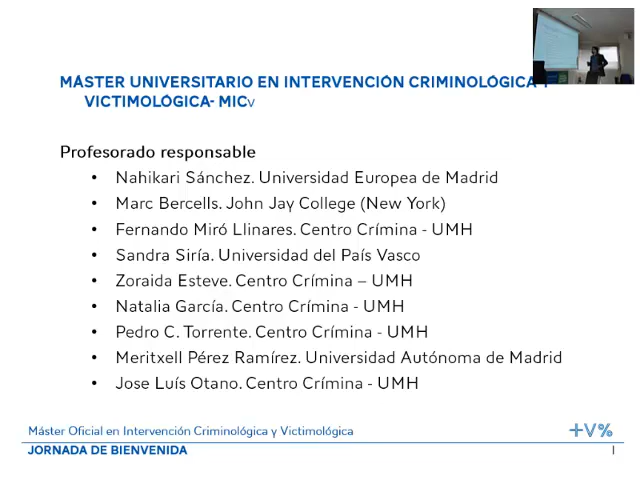 MÁSTER UNIVERSITARIO EN INTERVENCIÓN CRIMINOLÓGICA Y
VICTIMOLÓGICA- MICV
Profesorado responsable
• Nahikari Sánchez. Universidad Europea de Madrid
• Marc Bercells. John Jay College (New York)
• Fernando Miró Llinares. Centro Crímina - UMH
• Sandra Siría. Universidad del País Vasco
• Zoraida Esteve. Centro Crímina – UMH
• Natalia García. Centro Crímina - UMH
• Pedro C. Torrente. Centro Crímina - UMH
• Meritxell Pérez Ramírez. Universidad Autónoma de Madrid
• Jose Luís Otano. Centro Crímina - UMH
Máster Oficial en Intervención Criminológica y Victimológica
+V%
JORNADA DE BIENVENIDA
I